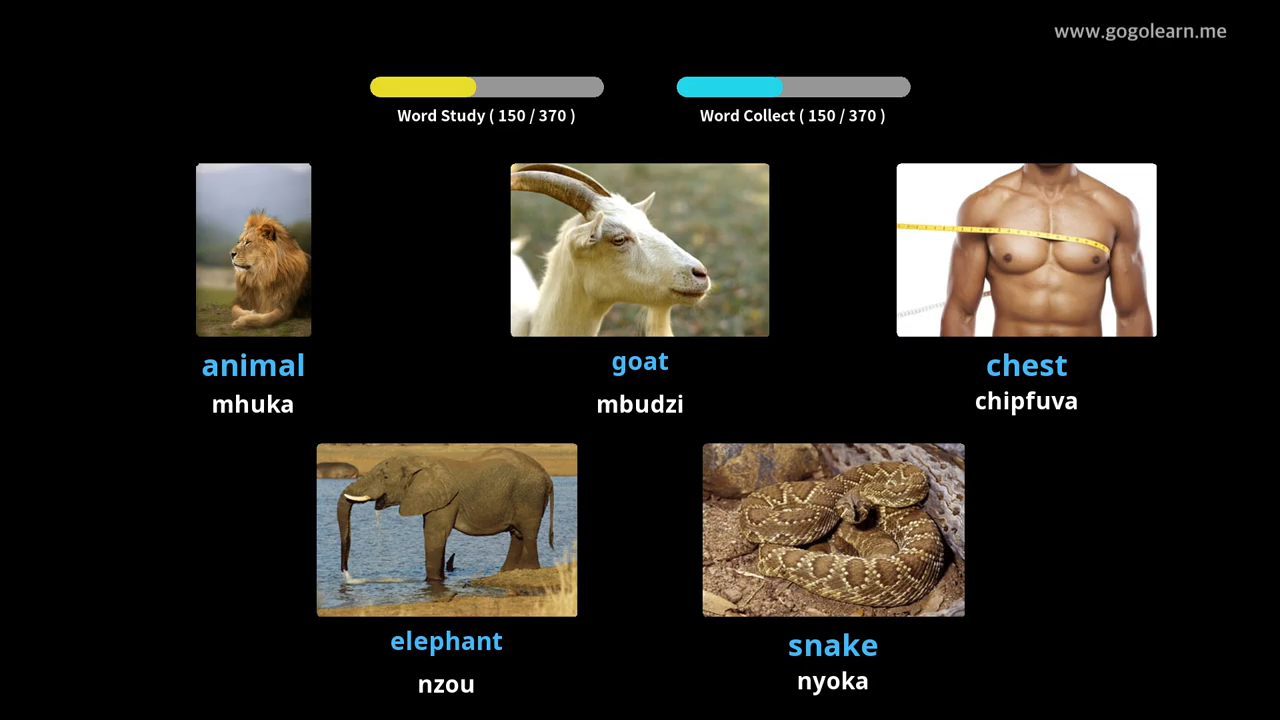 www.gogolearn.me
Word Study ( 150 / 370 )
Word Collect ( 150 / 370 )
animal
mhuka
goat
mbudzi
chest
chipfuva
elephant
nzou
snake
nyoka